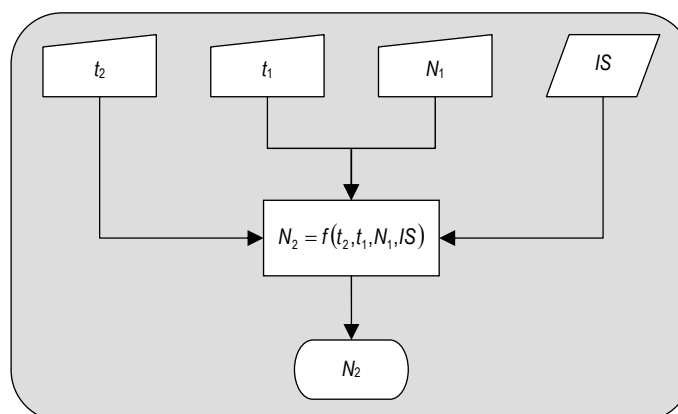 t₂
t₁
N₁
IS
N₂ = f(t₂,t₁,N₁,IS)
N₂